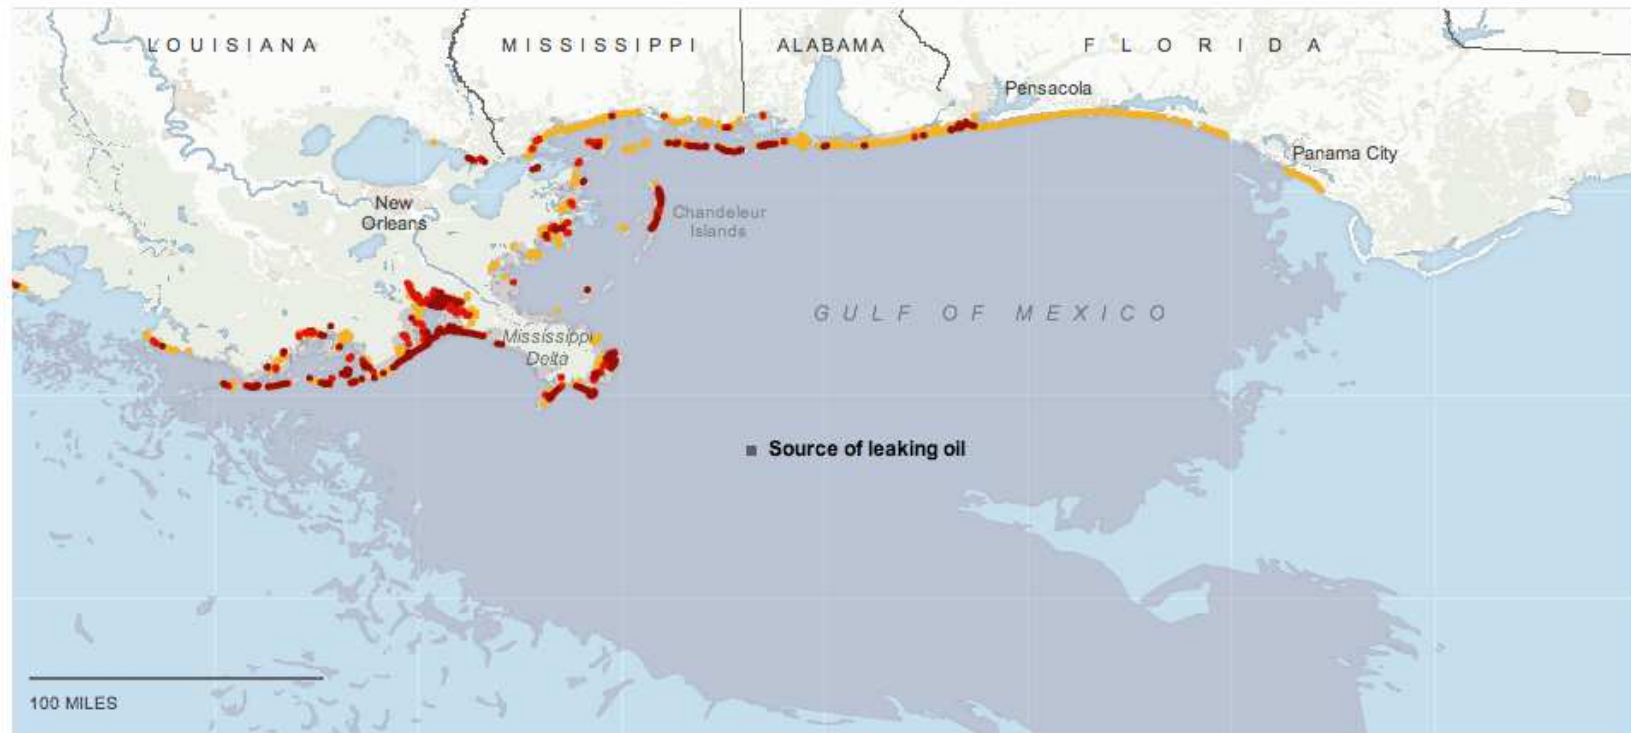 LOUISIANA
MISSISSIPPI
ALABAMA
FLORIDA
Pensacola
Panama City
New
Orleans
Chandeleur
Islands
GULF OF MEXICO
Mississippi
Delta
Source of leaking oil
100 MILES